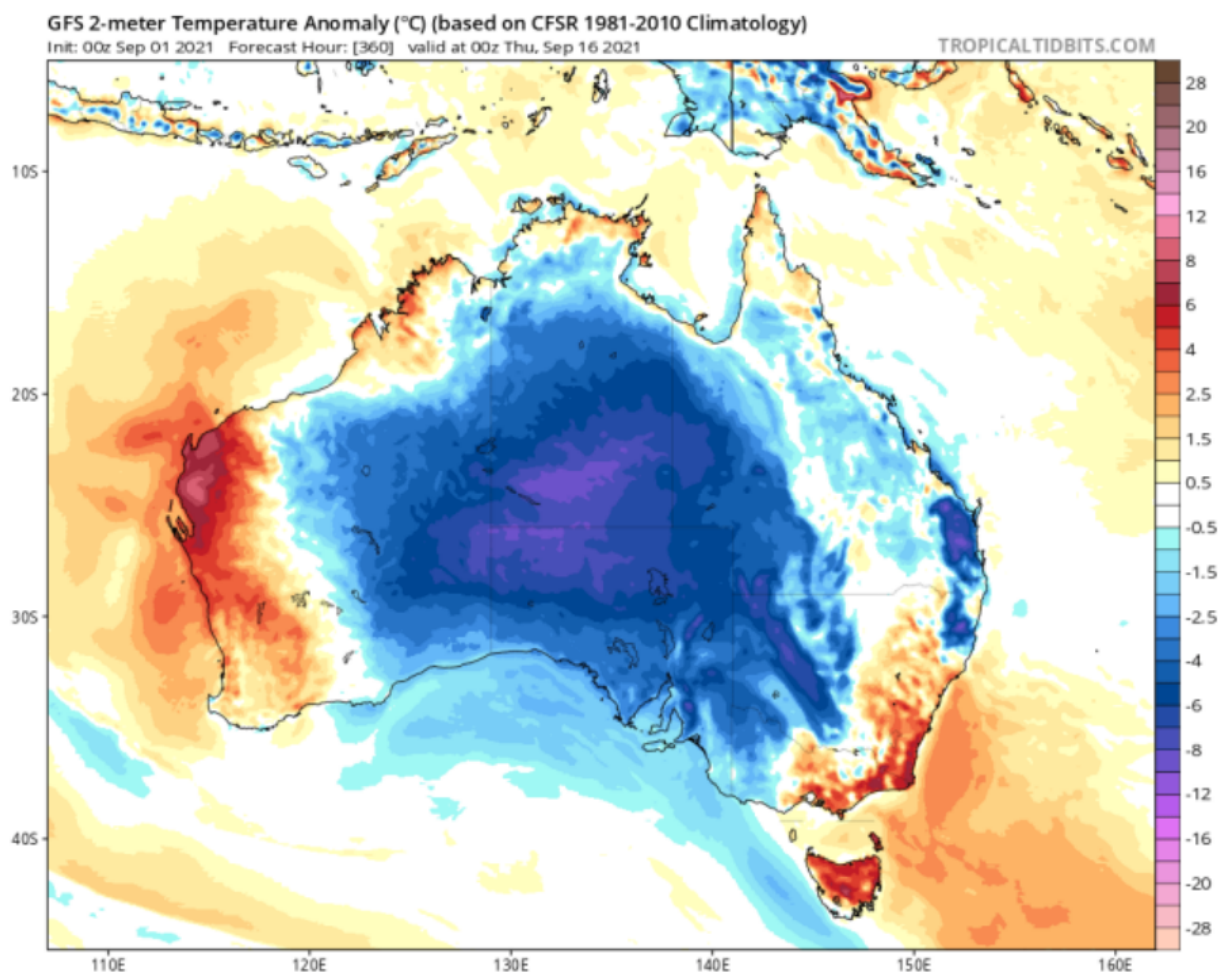 GFS 2-meter Temperature Anomaly (°C) (based on CFSR 1981-2010 Climatology)
Init: 00z Sep 01 2021 Forecast Hour: [360] valid at 00z Thu, Sep 16 2021
TROPICALTIDBITS.COM
28
20
16
12
8
6
4
2.5
1.5
0.5
-0.5
-1.5
-2.5
-4
-6
-8
-12
-16
-20
-28
10S
20S
30S
40S
110E
120E
130E
140E
150E
160E